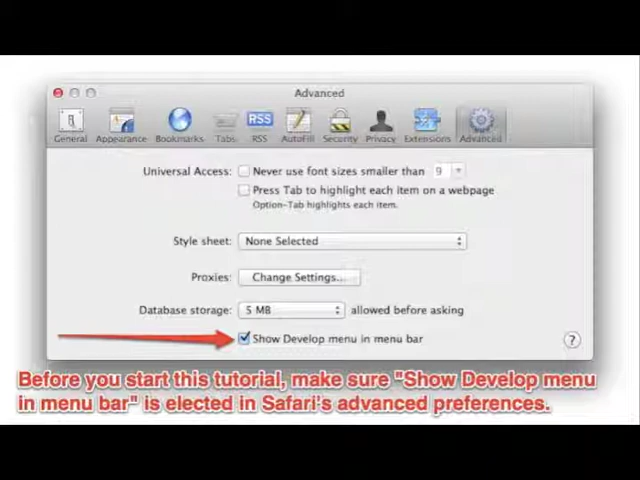 Advanced
RSS
General Appearance Bookmarks Tabs RSS AutoFill Security Privacy Extensions Advanced
Universal Access: Never use font sizes smaller than 9
Press Tab to highlight each item on a webpage
Option-Tab highlights each item.
Style sheet: None Selected
Proxies: Change Settings...
Database storage: 5 MB allowed before asking
Show Develop menu in menu bar ?
Before you start this tutorial, make sure "Show Develop menu
in menu bar" is elected in Safari's advanced preferences.